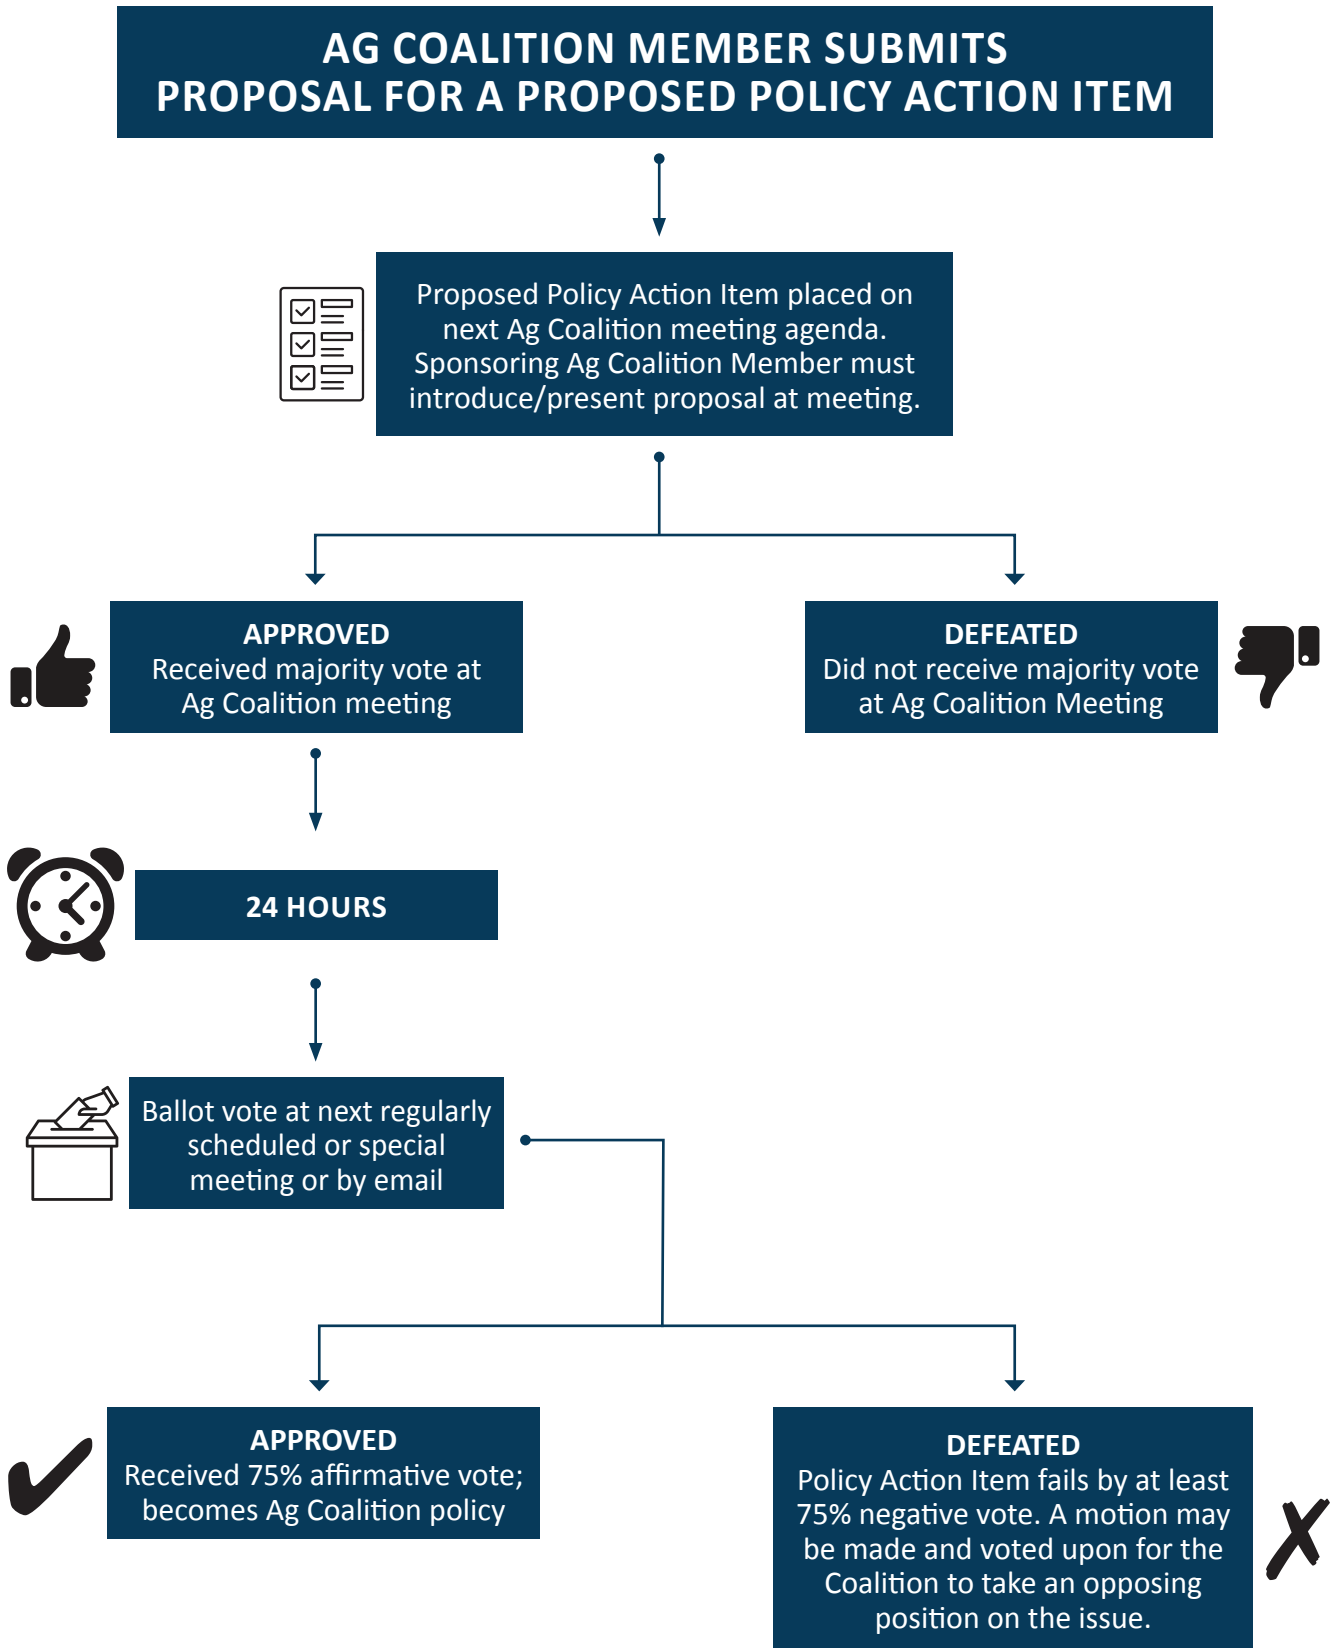 AG COALITION MEMBER SUBMITS
PROPOSAL FOR A PROPOSED POLICY ACTION ITEM
Proposed Policy Action Item placed on
next Ag Coalition meeting agenda.
Sponsoring Ag Coalition Member must
introduce/present proposal at meeting.
APPROVED
Received majority vote at
Ag Coalition meeting
DEFEATED
Did not receive majority vote
at Ag Coalition Meeting
24 HOURS
Ballot vote at next regularly
scheduled or special
meeting or by email
APPROVED
Received 75% affirmative vote;
becomes Ag Coalition policy
DEFEATED
Policy Action Item fails by at least
75% negative vote. A motion may
be made and voted upon for the
Coalition to take an opposing
position on the issue.